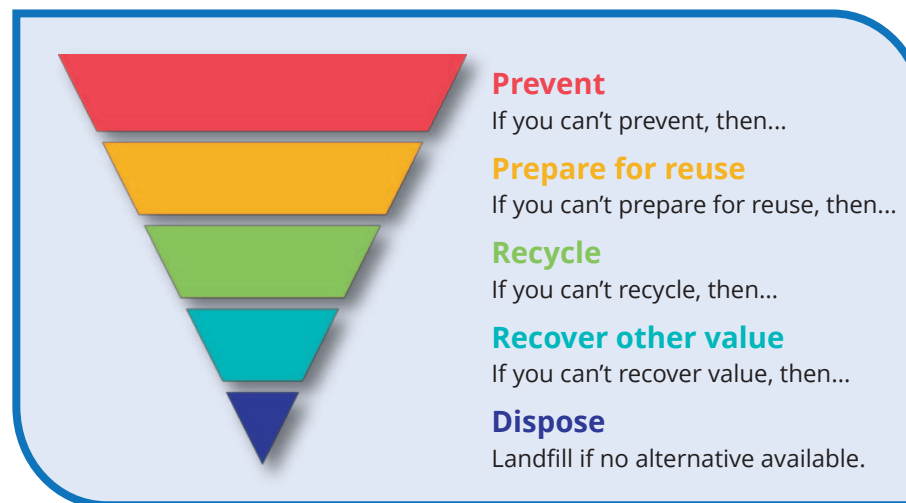 Prevent
If you can’t prevent, then...
Prepare for reuse
If you can’t prepare for reuse, then...
Recycle
If you can’t recycle, then...
Recover other value
If you can’t recover value, then...
Dispose
Landfill if no alternative available.